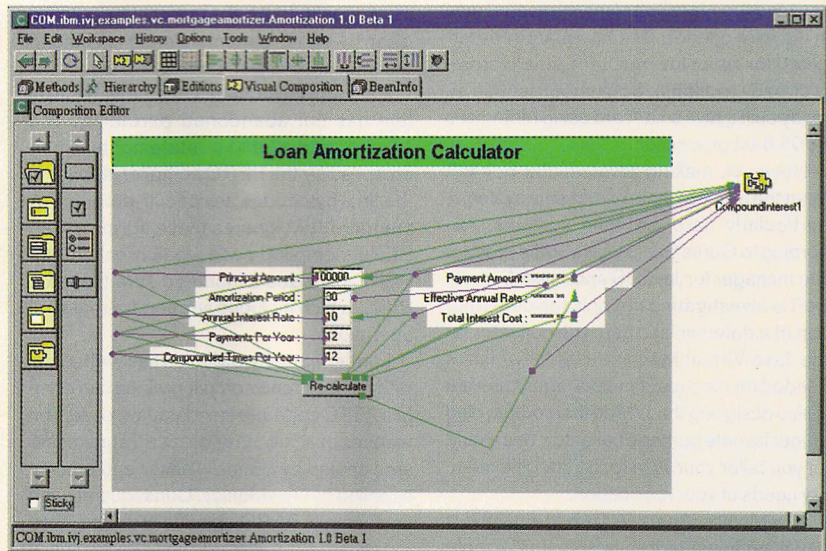 COM.ibm.ivj.examples.vc.mortgageamortizer.Amortization 1.0 Beta 1
File Edit Workspace History Options Tools Window Help
Methods Hierarchy Editions Visual Composition BeanInfo
Composition Editor
Loan Amortization Calculator
CompoundInterest1
Principal Amount : 100000 Payment Amount :
Amortization Period : 30 Effective Annual Rate :
Annual Interest Rate : 10 Total Interest Cost :
Payments Per Year : 12
Compounded Times Per Year : 12
Re-calculate
Sticky
COM.ibm.ivj.examples.vc.mortgageamortizer.Amortization 1.0 Beta 1